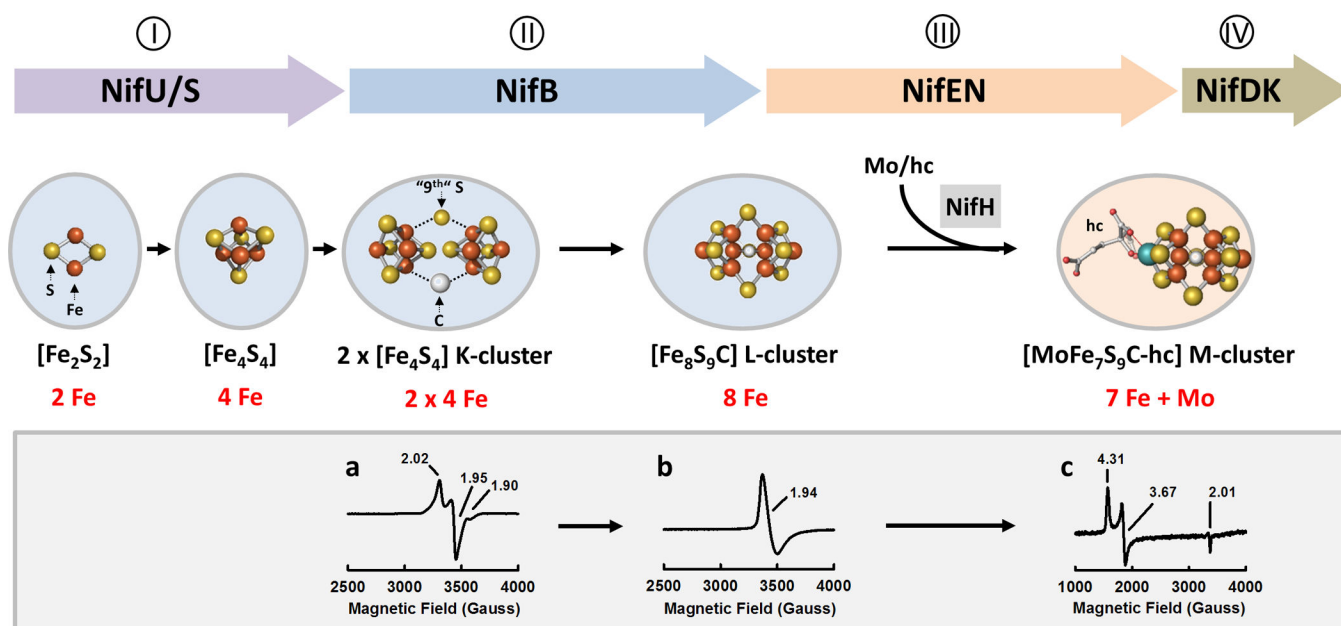 Ⓘ Ⅱ Ⅲ Ⅳ
NifU/S NifB NifEN NifDK
Mo/hc
NifH
"9th" S
S
Fe
C
hc
[Fe₂S₂] [Fe₄S₄] 2 x [Fe₄S₄] K-cluster [Fe₈S₉C] L-cluster [MoFe₇S₉C-hc] M-cluster
2 Fe 4 Fe 2 x 4 Fe 8 Fe 7 Fe + Mo
a
2.02
1.95
1.90
2500 3000 3500 4000
Magnetic Field (Gauss)
b
1.94
2500 3000 3500 4000
Magnetic Field (Gauss)
c
4.31
3.67
2.01
1000 2000 3000 4000
Magnetic Field (Gauss)